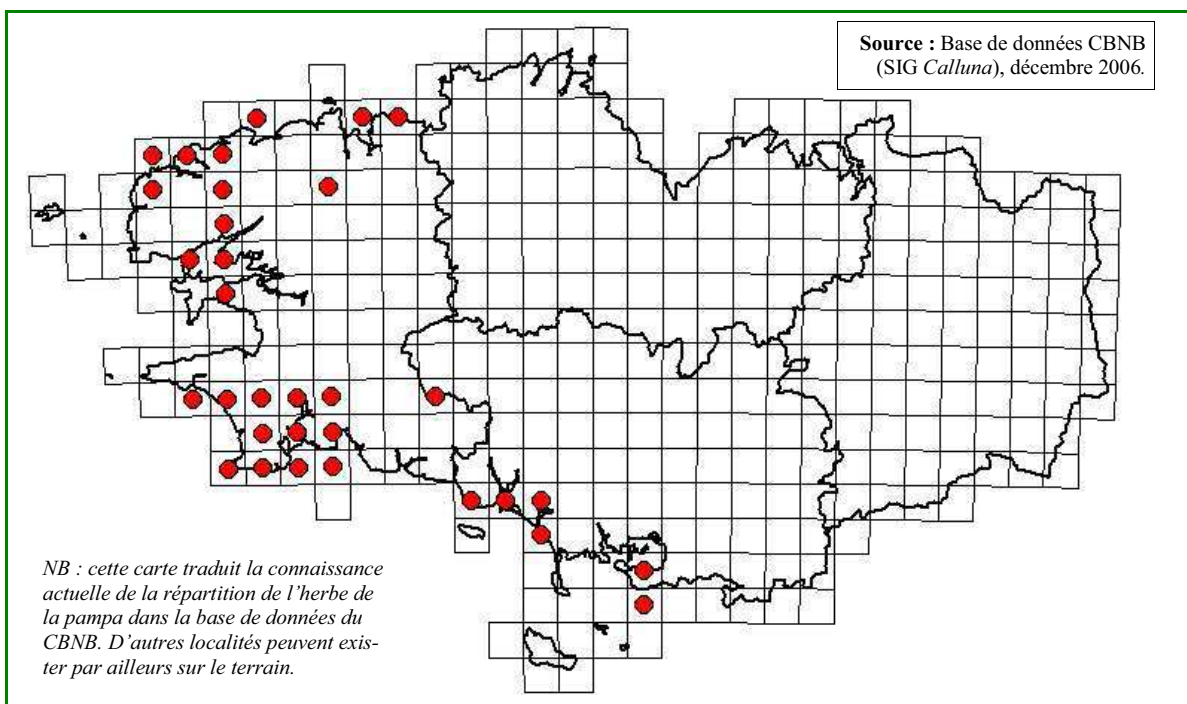 Source : Base de données CBNB
(SIG Calluna), décembre 2006.
NB : cette carte traduit la connaissance
actuelle de la répartition de l'herbe de
la pampa dans la base de données du
CBNB. D'autres localités peuvent exis-
ter par ailleurs sur le terrain.